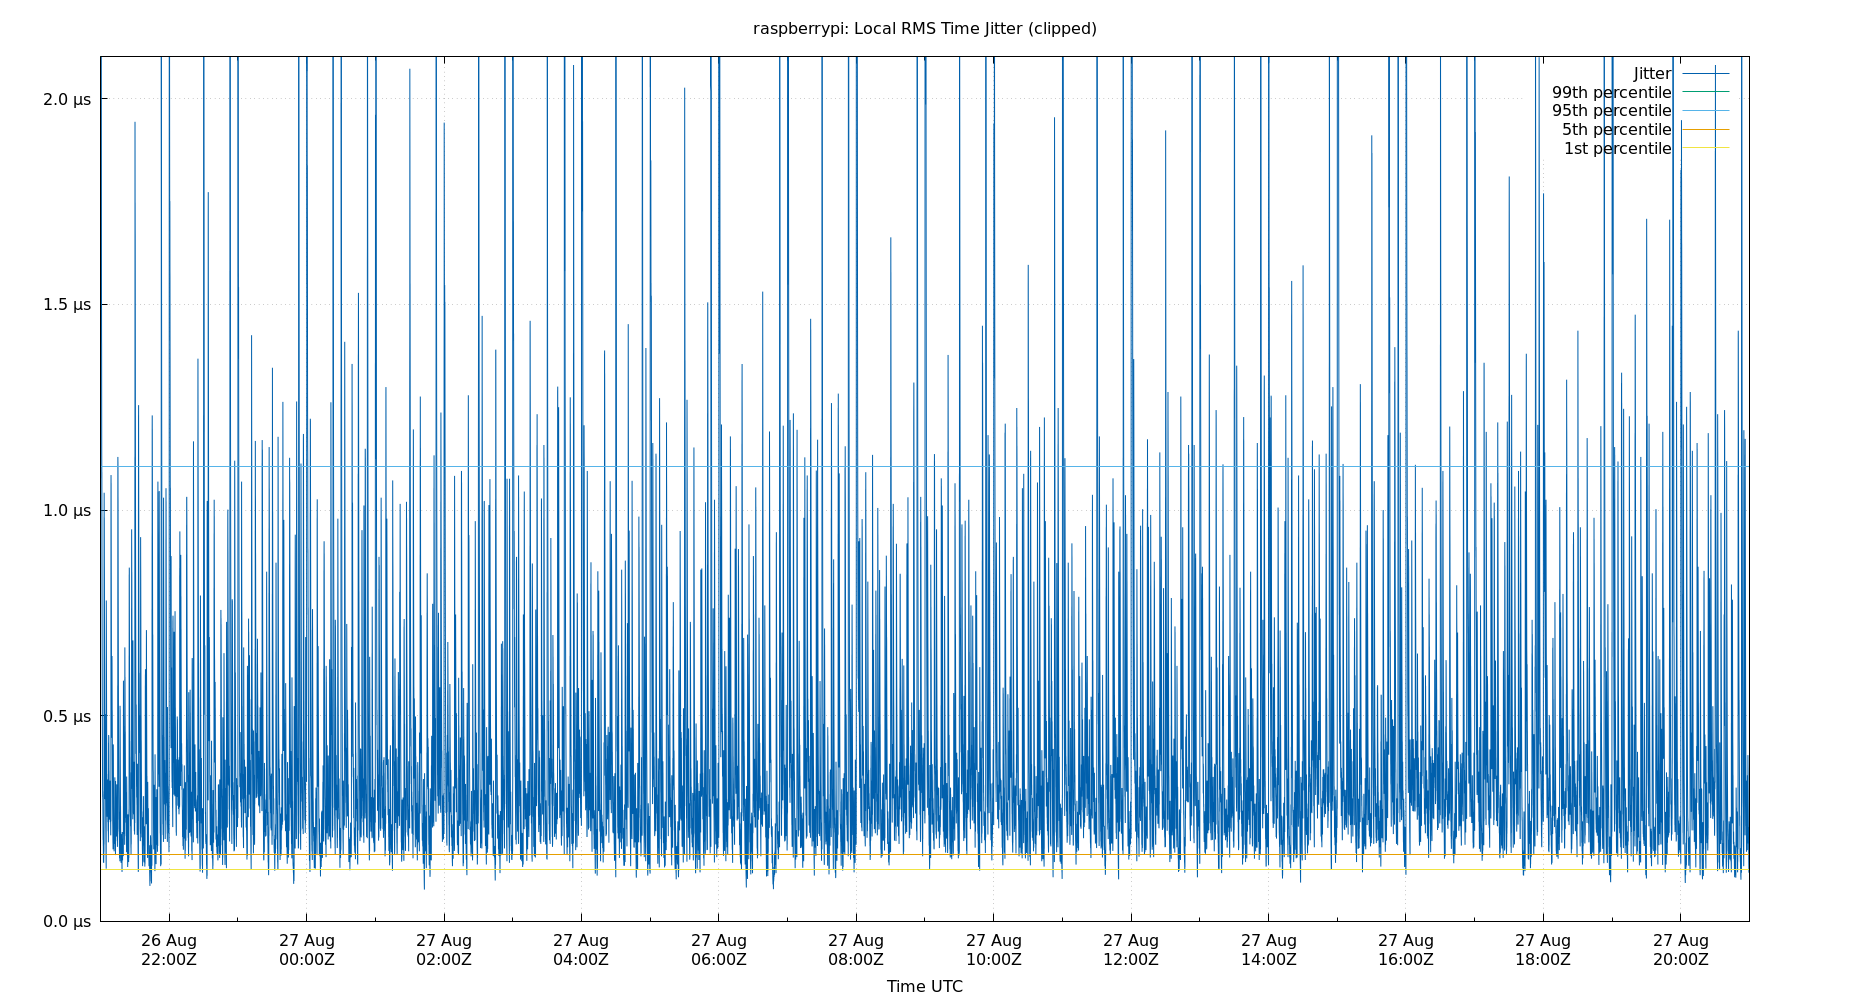 raspberrypi: Local RMS Time Jitter (clipped)
Jitter
99th percentile
95th percentile
5th percentile
1st percentile
2.0 µs
1.5 µs
1.0 µs
0.5 µs
0.0 µs
26 Aug 27 Aug 27 Aug 27 Aug 27 Aug 27 Aug 27 Aug 27 Aug 27 Aug 27 Aug 27 Aug 27 Aug
22:00Z 00:00Z 02:00Z 04:00Z 06:00Z 08:00Z 10:00Z 12:00Z 14:00Z 16:00Z 18:00Z 20:00Z
Time UTC